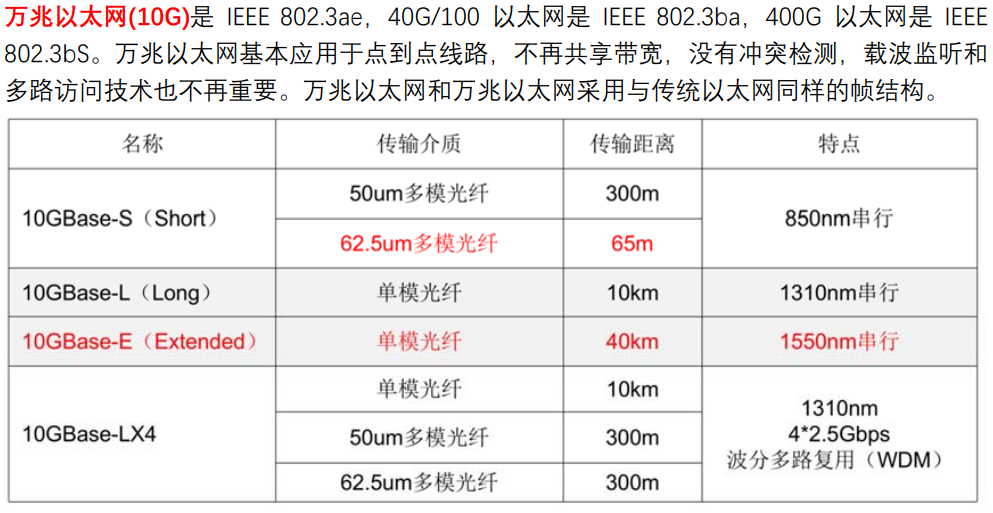 万兆以太网(10G)是 IEEE 802.3ae，40G/100 以太网是 IEEE 802.3ba，400G 以太网是 IEEE
802.3bS。万兆以太网基本应用于点到点线路，不再共享带宽，没有冲突检测，载波监听和
多路访问技术也不再重要。万兆以太网和万兆以太网采用与传统以太网同样的帧结构。
名称 传输介质 传输距离 特点
10GBase-S（Short） 50um多模光纤 300m 850nm串行
62.5um多模光纤 65m
10GBase-L（Long） 单模光纤 10km 1310nm串行
10GBase-E（Extended） 单模光纤 40km 1550nm串行
10GBase-LX4 单模光纤 10km 1310nm
50um多模光纤 300m 4*2.5Gbps
62.5um多模光纤 300m 波分多路复用（WDM）